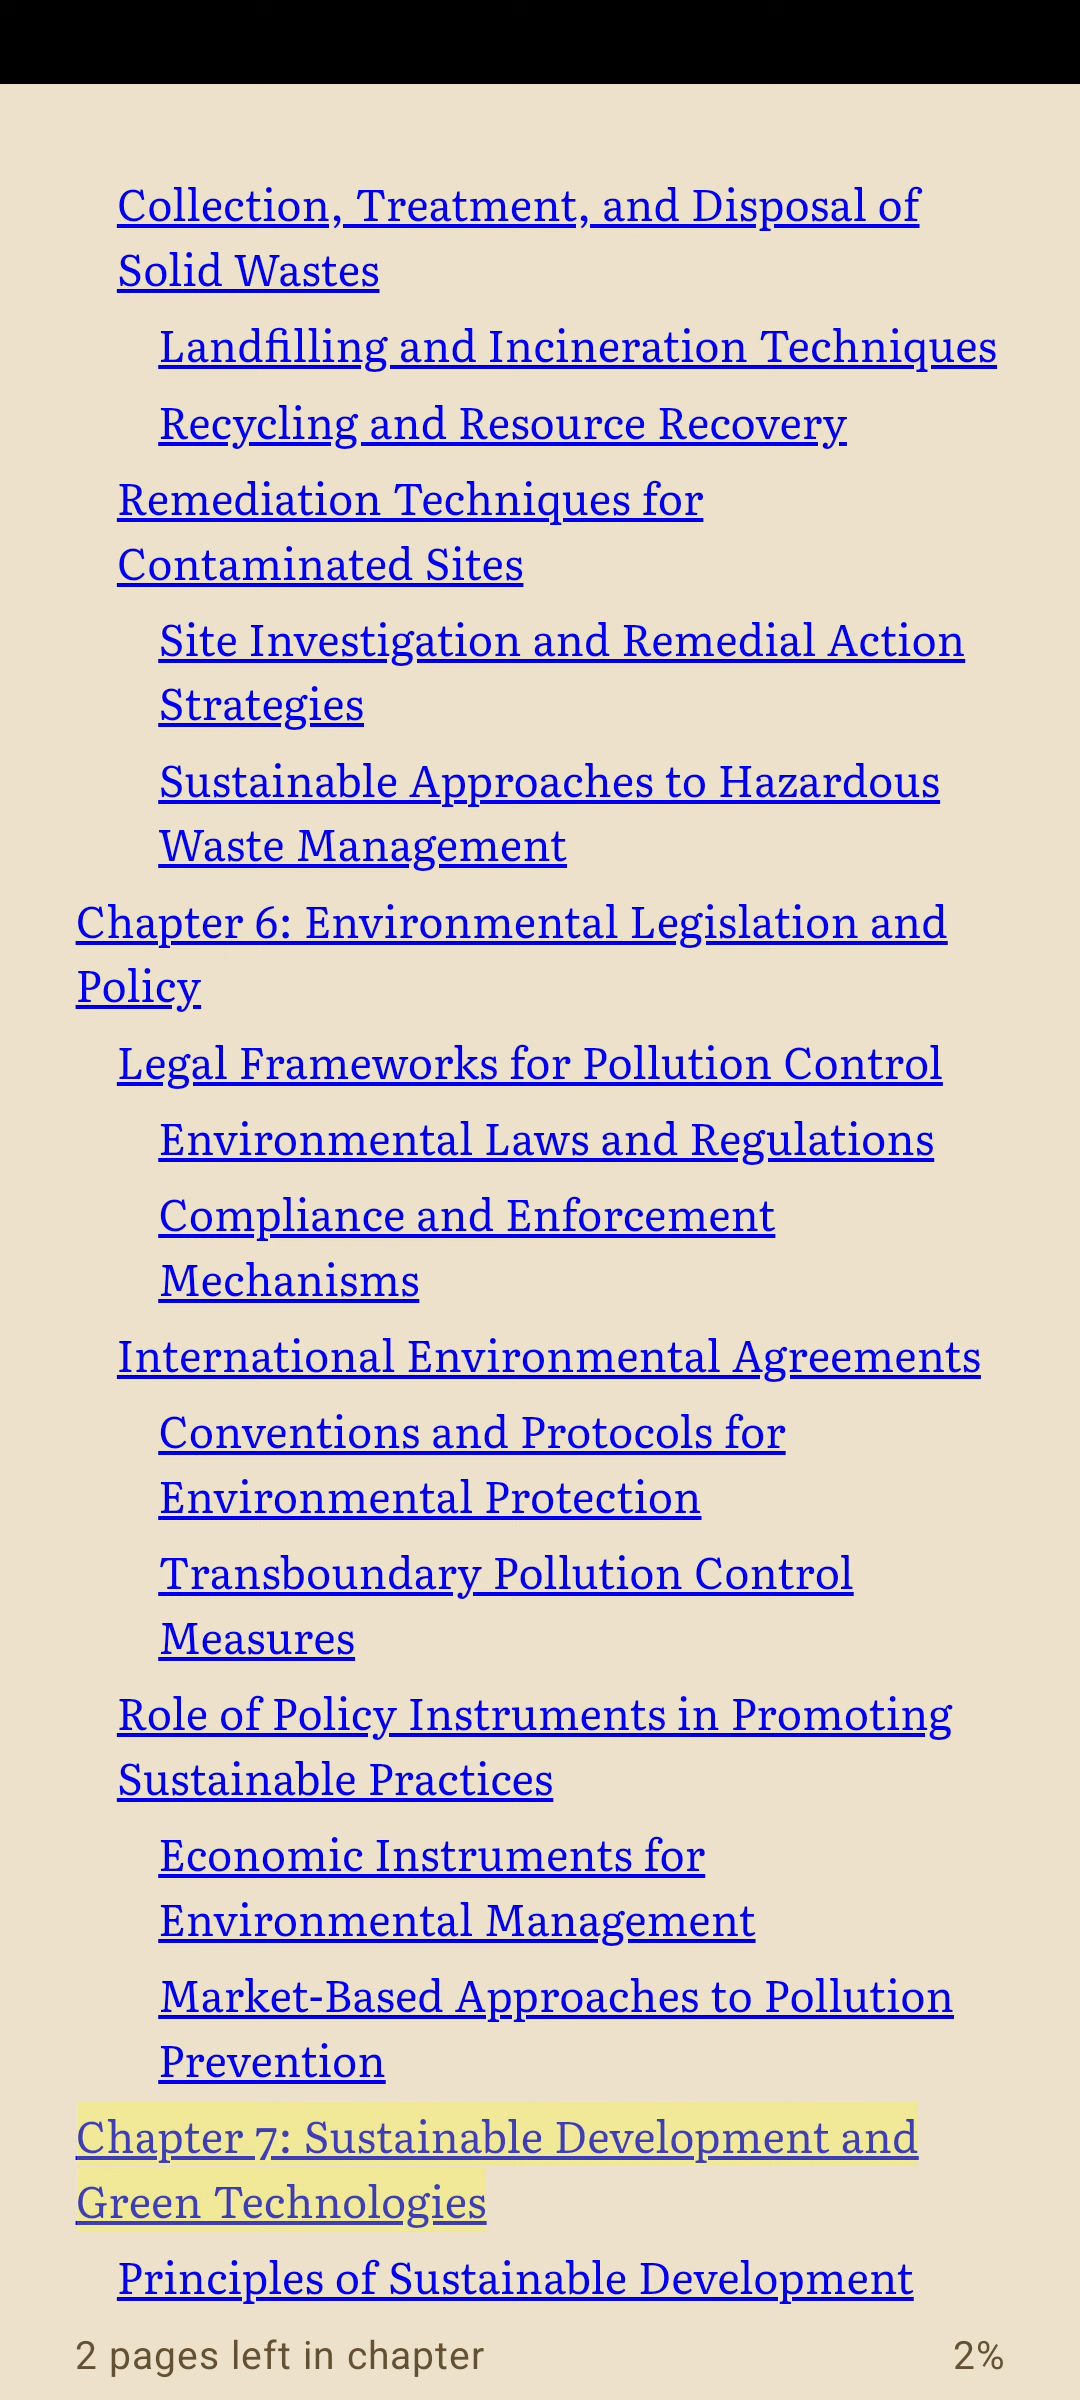 Collection, Treatment, and Disposal of
Solid Wastes
Landfilling and Incineration Techniques
Recycling and Resource Recovery
Remediation Techniques for
Contaminated Sites
Site Investigation and Remedial Action
Strategies
Sustainable Approaches to Hazardous
Waste Management
Chapter 6: Environmental Legislation and
Policy
Legal Frameworks for Pollution Control
Environmental Laws and Regulations
Compliance and Enforcement
Mechanisms
International Environmental Agreements
Conventions and Protocols for
Environmental Protection
Transboundary Pollution Control
Measures
Role of Policy Instruments in Promoting
Sustainable Practices
Economic Instruments for
Environmental Management
Market-Based Approaches to Pollution
Prevention
Chapter 7: Sustainable Development and
Green Technologies
Principles of Sustainable Development
2 pages left in chapter 2%